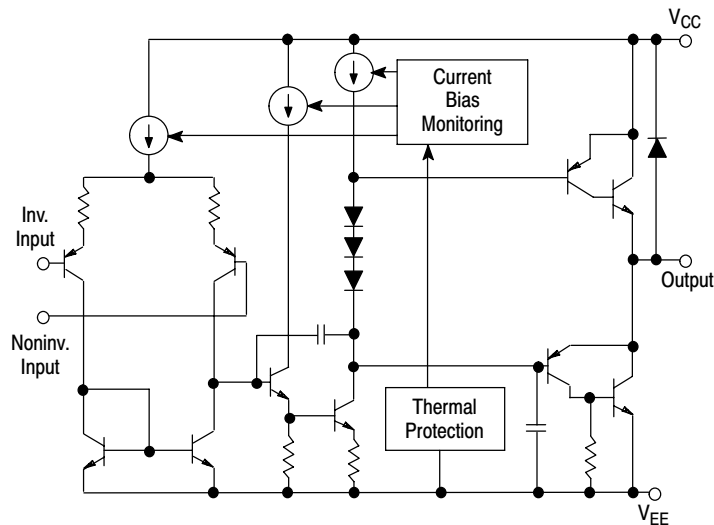 VCC
Current
Bias
Monitoring
Inv.
Input
Output
Noninv.
Input
Thermal
Protection
VEE